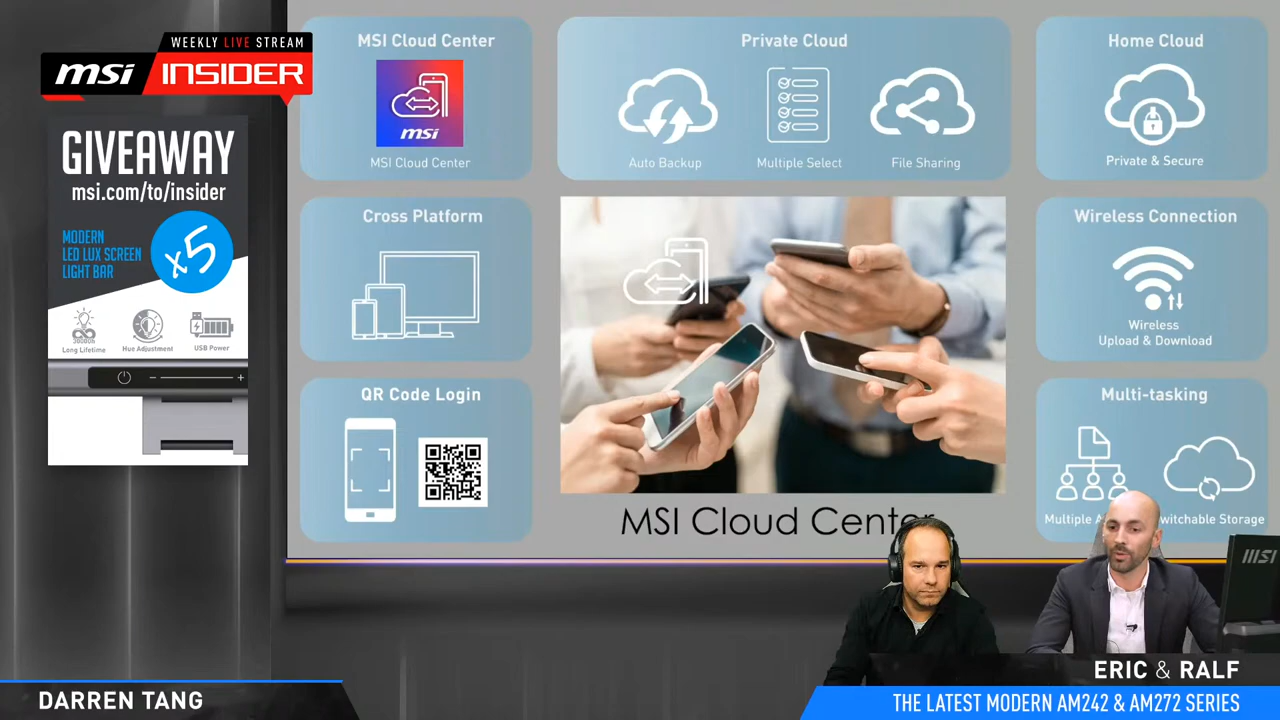 WEEKLY LIVE STREAM
msi INSIDER
GIVEAWAY
msi.com/to/insider
MODERN
LED LUX SCREEN
LIGHT BAR
x5
Long Lifetime
Hue Adjustment
USB Power
MSI Cloud Center
msi
MSI Cloud Center
Private Cloud
Auto Backup
Multiple Select
File Sharing
Home Cloud
Private & Secure
Cross Platform
Wireless Connection
Wireless
Upload & Download
QR Code Login
Multi-tasking
Multiple
Storage
MSI Cloud Center
msi
ERIC & RALF
DARREN TANG
THE LATEST MODERN AM242 & AM272 SERIES